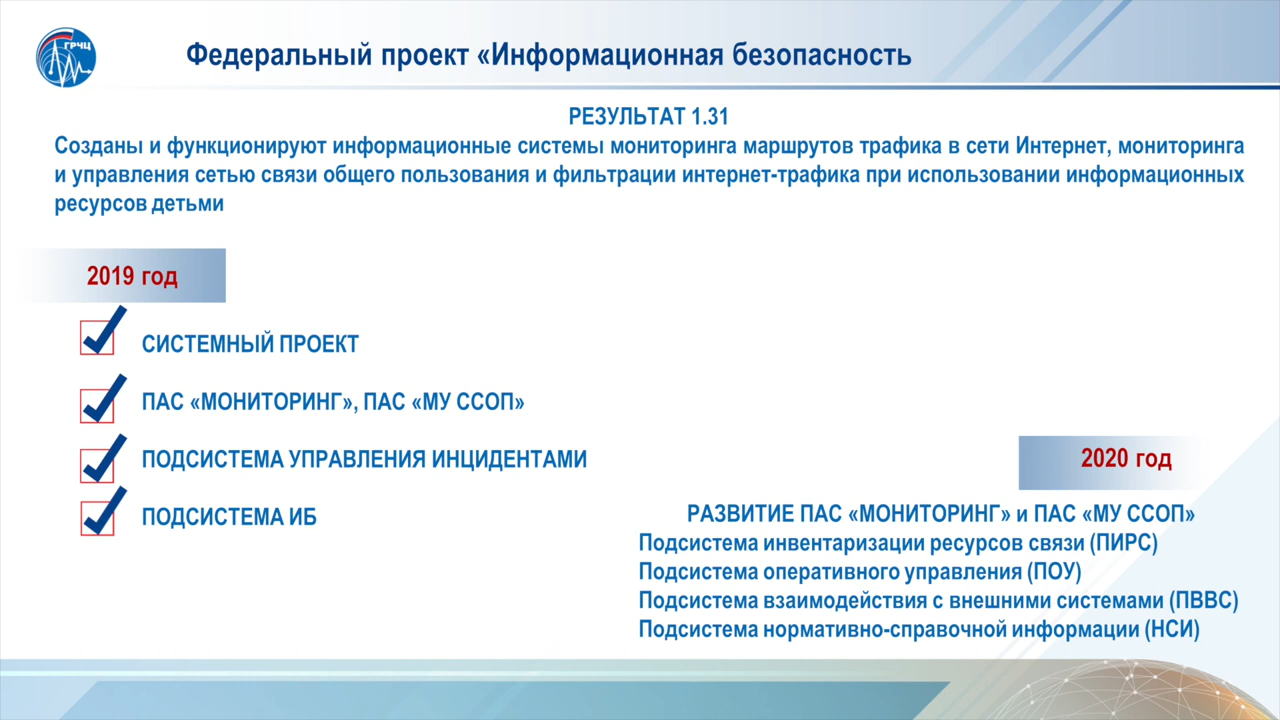 ГРЧЦ
Федеральный проект «Информационная безопасность
РЕЗУЛЬТАТ 1.31
Созданы и функционируют информационные системы мониторинга маршрутов трафика в сети Интернет, мониторинга
и управления сетью связи общего пользования и фильтрации интернет-трафика при использовании информационных
ресурсов детьми
2019 год
СИСТЕМНЫЙ ПРОЕКТ
ПАС «МОНИТОРИНГ», ПАС «МУ ССОП»
ПОДСИСТЕМА УПРАВЛЕНИЯ ИНЦИДЕНТАМИ
ПОДСИСТЕМА ИБ
2020 год
РАЗВИТИЕ ПАС «МОНИТОРИНГ» и ПАС «МУ ССОП»
Подсистема инвентаризации ресурсов связи (ПИРС)
Подсистема оперативного управления (ПОУ)
Подсистема взаимодействия с внешними системами (ПВВС)
Подсистема нормативно-справочной информации (НСИ)